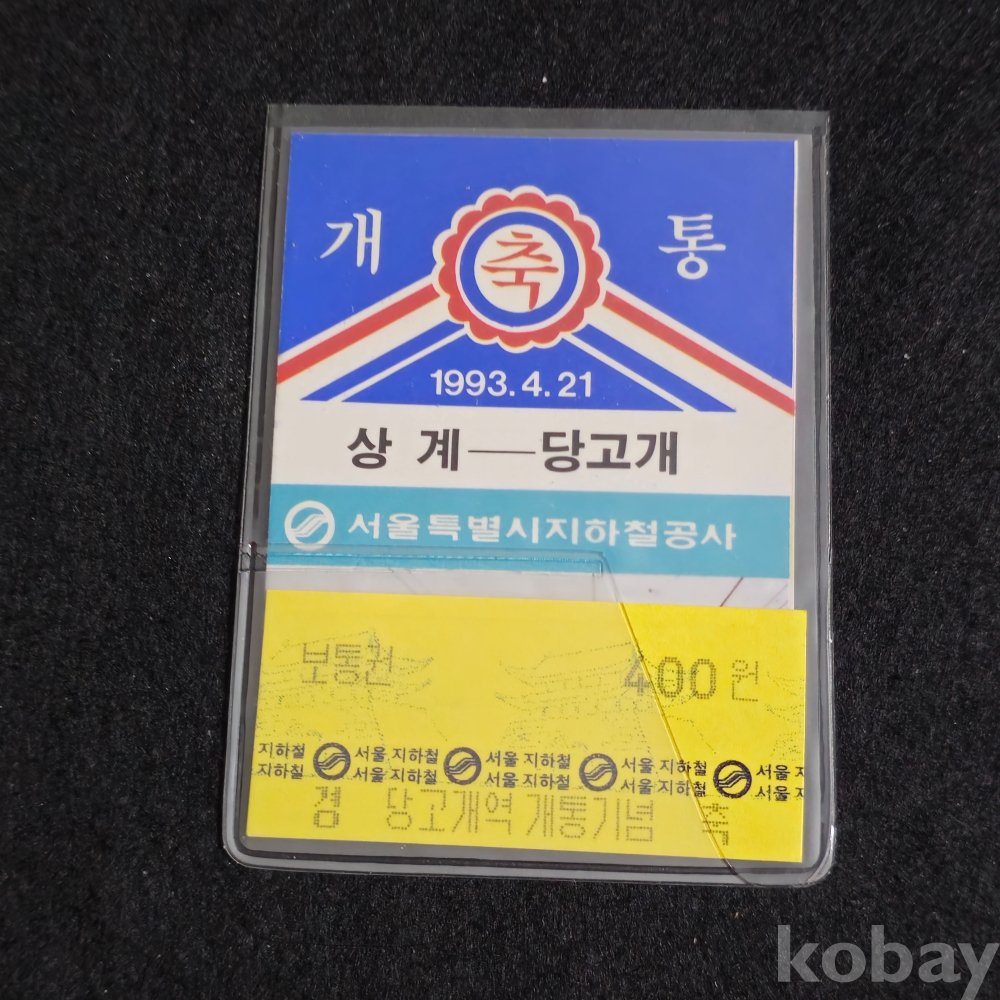 개 축 통
1993.4.21
상 계──당고개
서울특별시지하철공사
보통권 400원
지하철 서울 지하철 서울 지하철 서울 지하철 서울 지
지하철 서울 지하철 서울 지하철 서울 지하철 서울 지
경 당고개역 개통기념 축
kobay